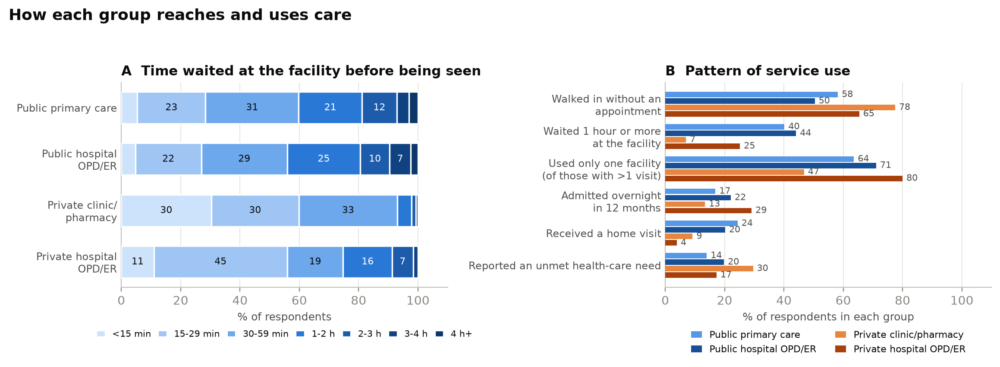 How each group reaches and uses care
A Time waited at the facility before being seen
Public primary care
23 31 21 12
Public hospital
OPD/ER
22 29 25 10 7
Private clinic/
pharmacy
30 30 33
Private hospital
OPD/ER
11 45 19 16 7
0 20 40 60 80 100
% of respondents
<15 min 15-29 min 30-59 min 1-2 h 2-3 h 3-4 h 4 h+
B Pattern of service use
Walked in without an
appointment
58
50
78
65
Waited 1 hour or more
at the facility
40
44
7
25
Used only one facility
(of those with >1 visit)
64
71
47
80
Admitted overnight
in 12 months
17
22
13
29
Received a home visit
24
20
9
4
Reported an unmet health-care need
14
20
30
17
0 20 40 60 80 100
% of respondents in each group
Public primary care
Public hospital OPD/ER
Private clinic/pharmacy
Private hospital OPD/ER